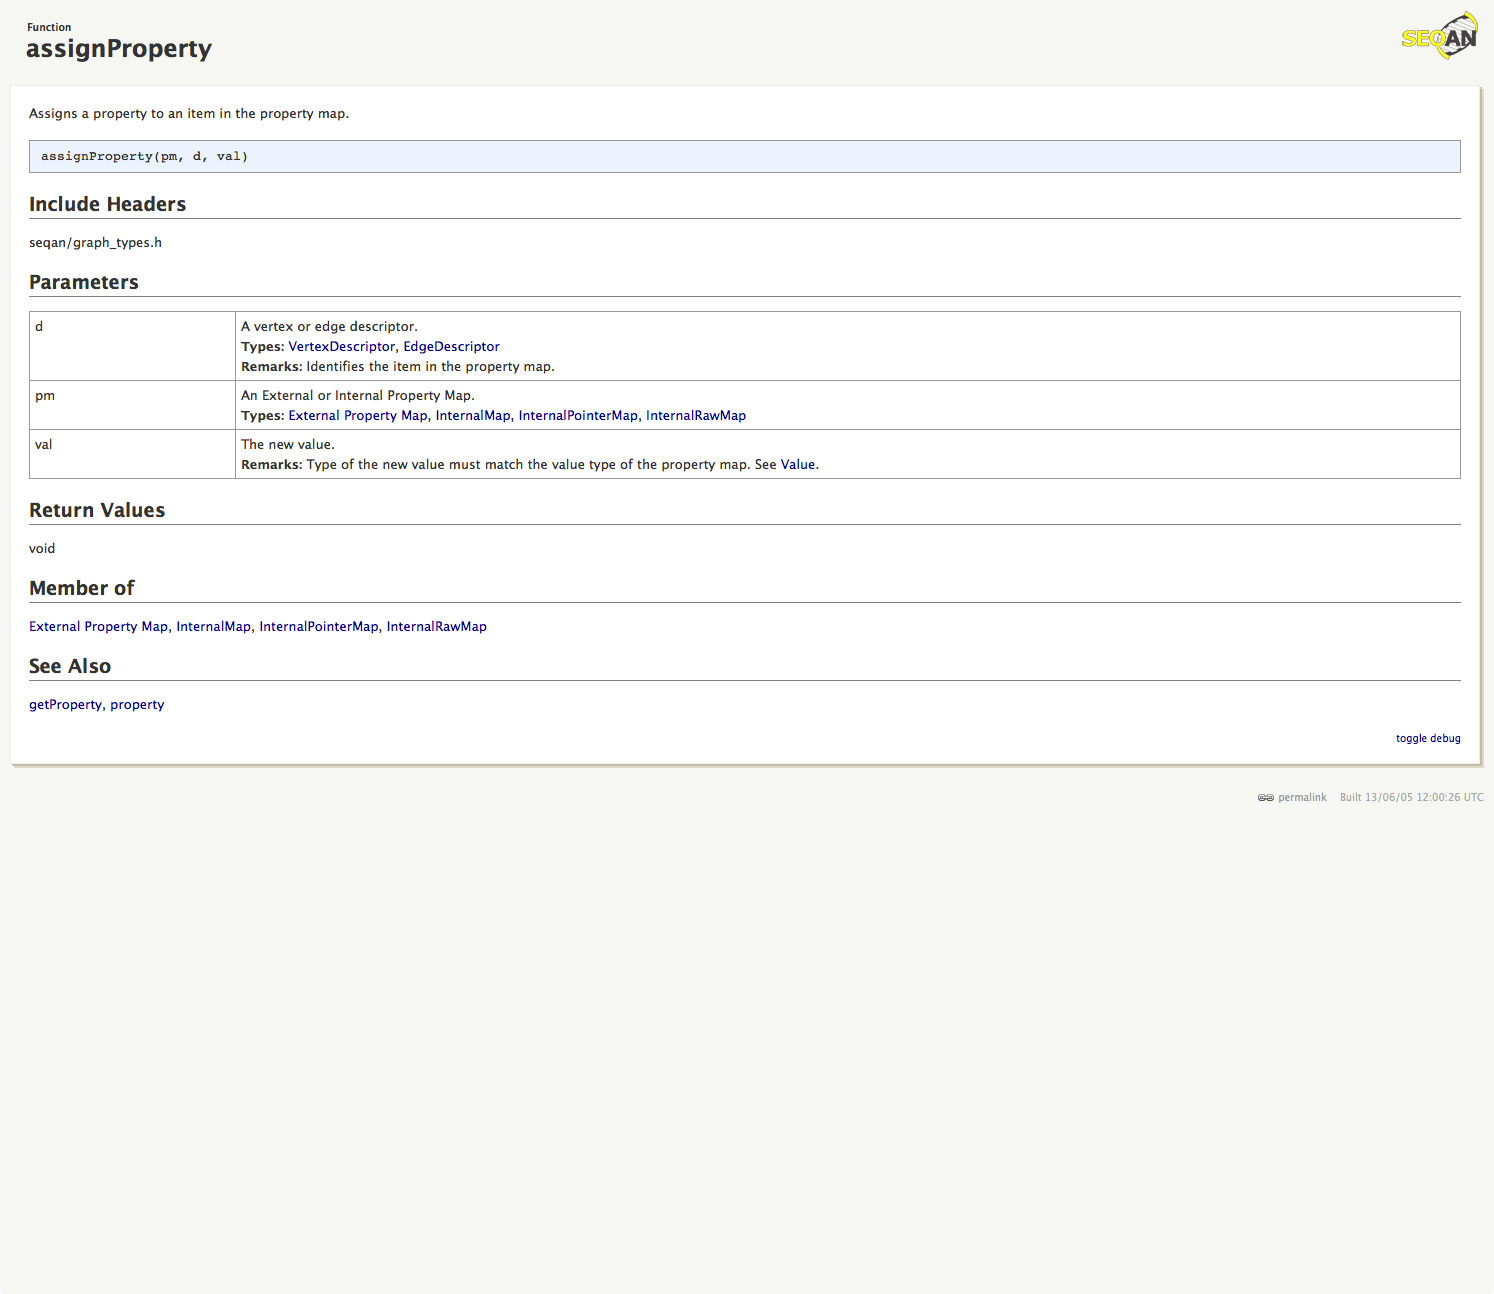 Function
assignProperty
SEQAN
Assigns a property to an item in the property map.
assignProperty(pm, d, val)
Include Headers
seqan/graph_types.h
Parameters
d
A vertex or edge descriptor.
Types: VertexDescriptor, EdgeDescriptor
Remarks: Identifies the item in the property map.
pm
An External or Internal Property Map.
Types: External Property Map, InternalMap, InternalPointerMap, InternalRawMap
val
The new value.
Remarks: Type of the new value must match the value type of the property map. See Value.
Return Values
void
Member of
External Property Map, InternalMap, InternalPointerMap, InternalRawMap
See Also
getProperty, property
toggle debug
permalink Built 13/06/05 12:00:26 UTC